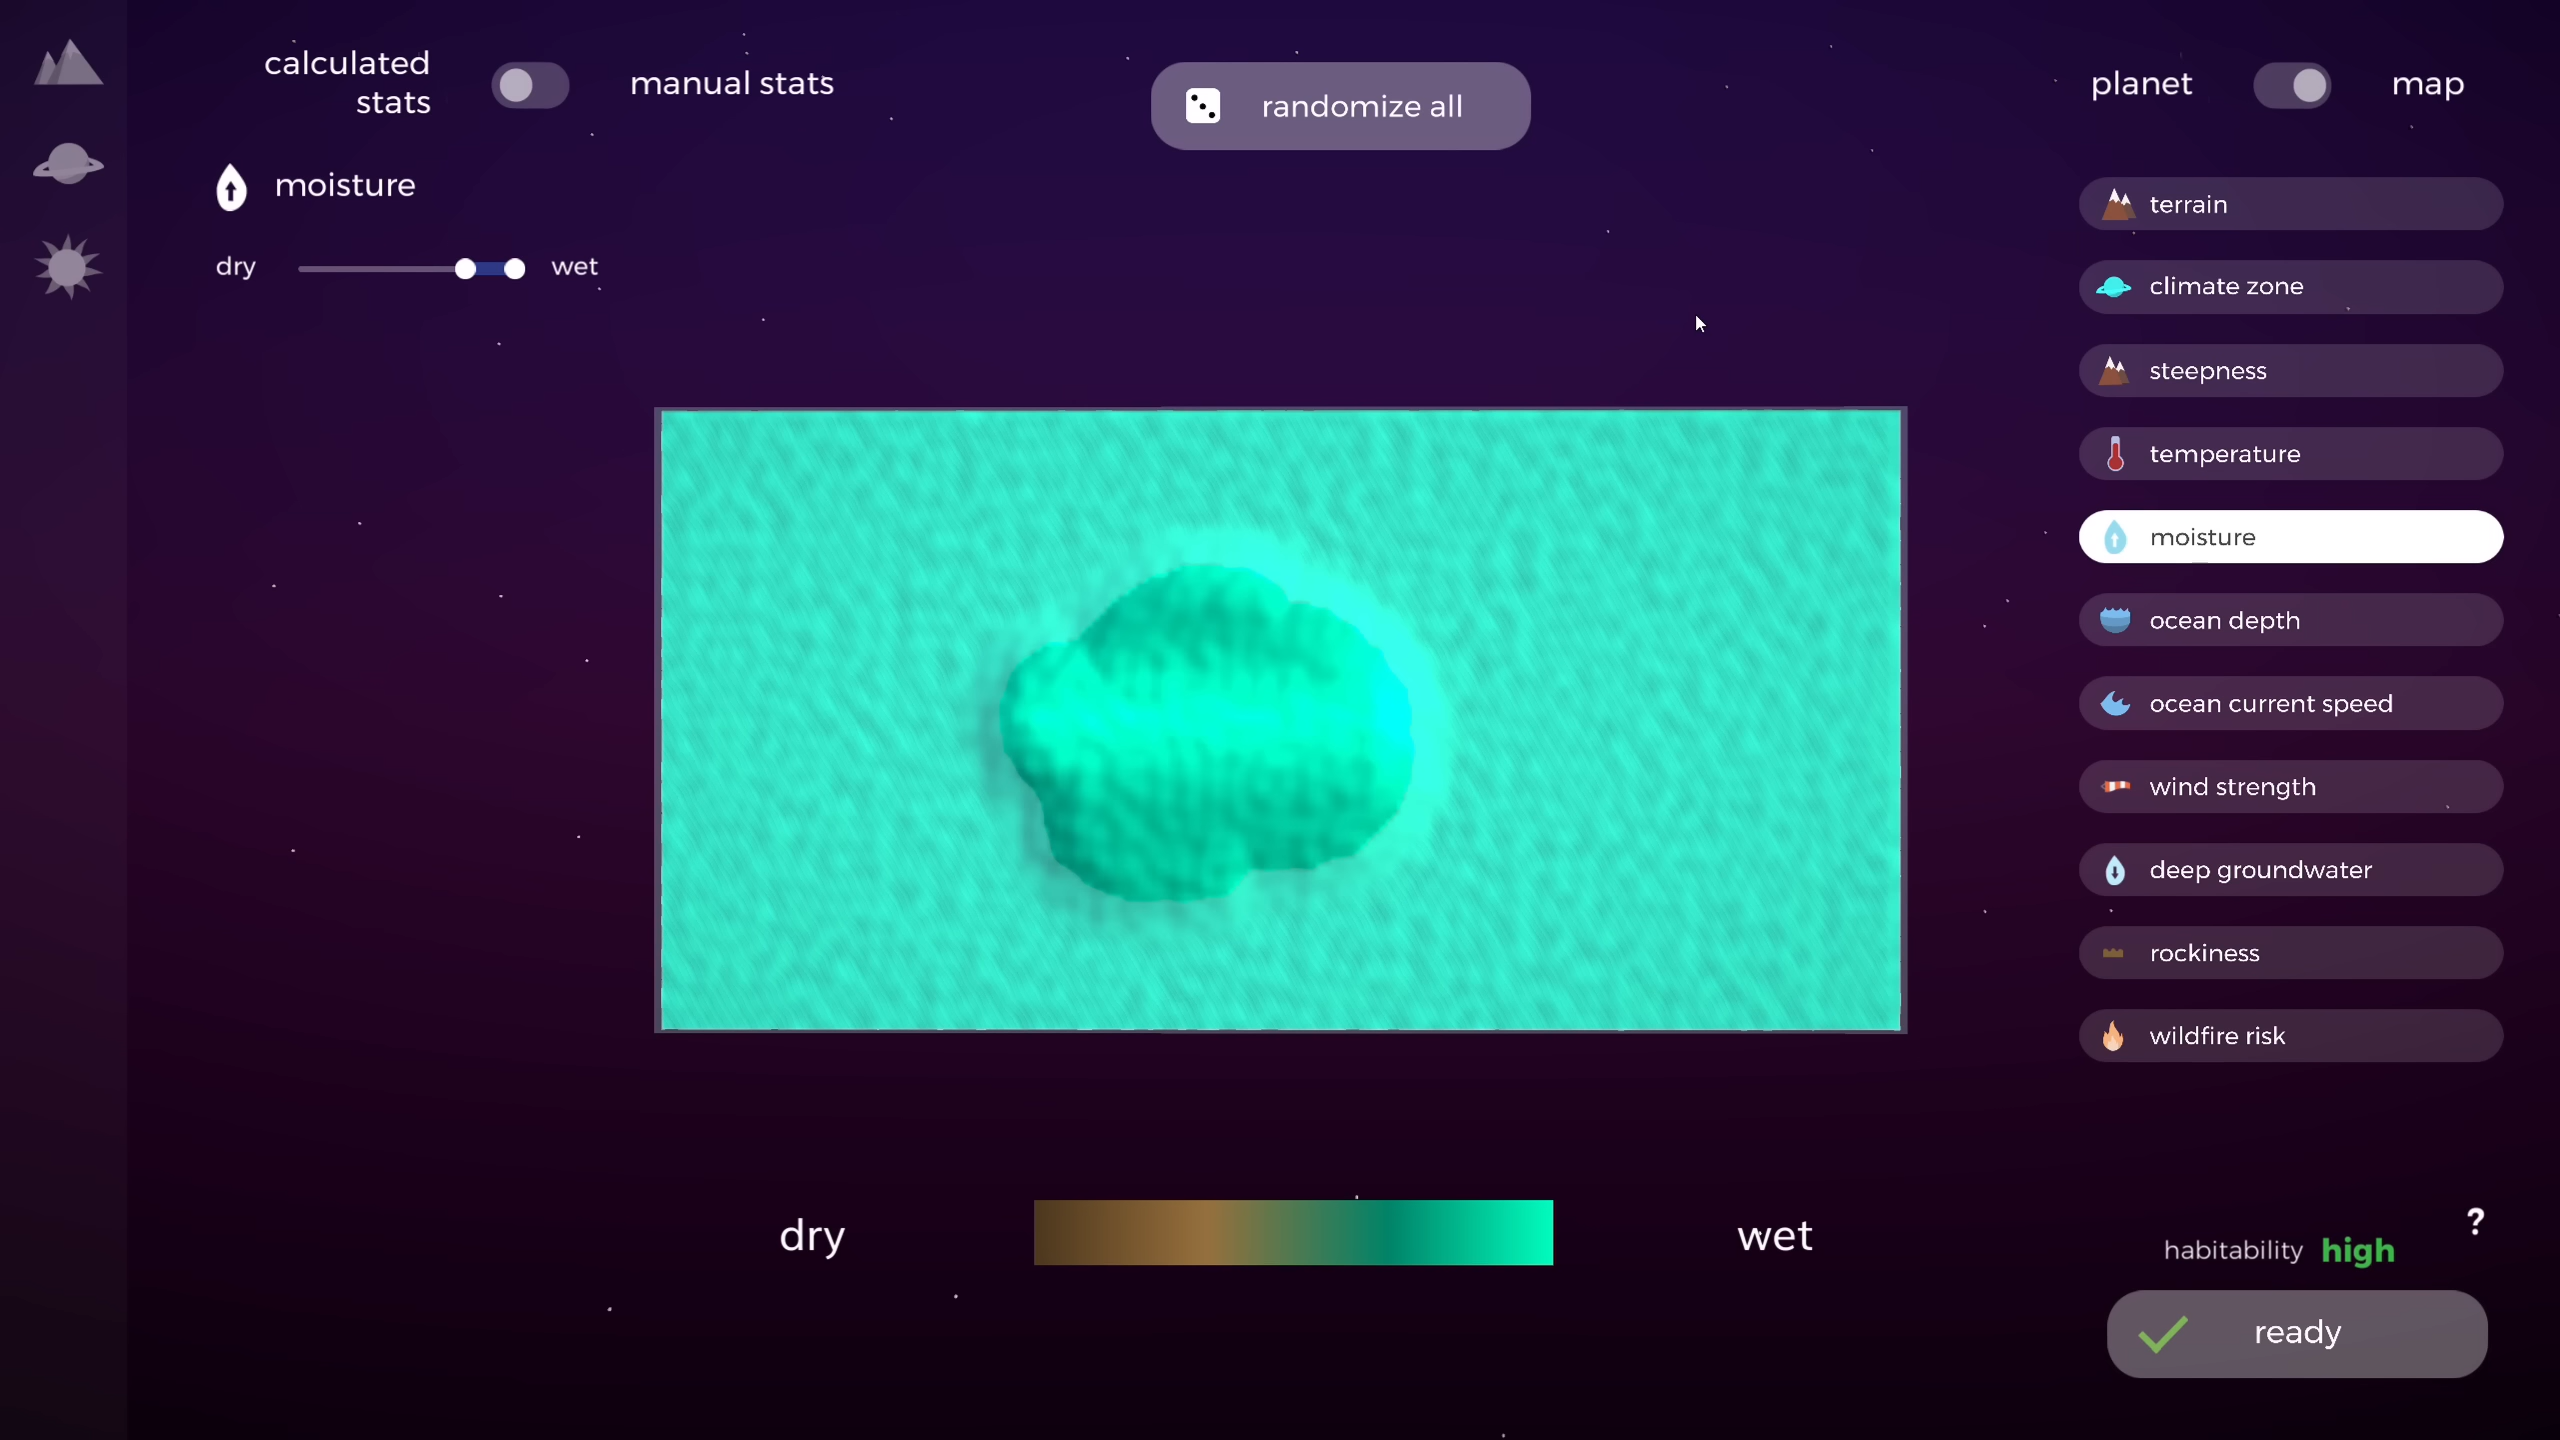 calculated
stats
manual stats
randomize all
planet
map
moisture
dry
wet
terrain
climate zone
steepness
temperature
moisture
ocean depth
ocean current speed
wind strength
deep groundwater
rockiness
wildfire risk
dry
wet
?
habitability high
ready